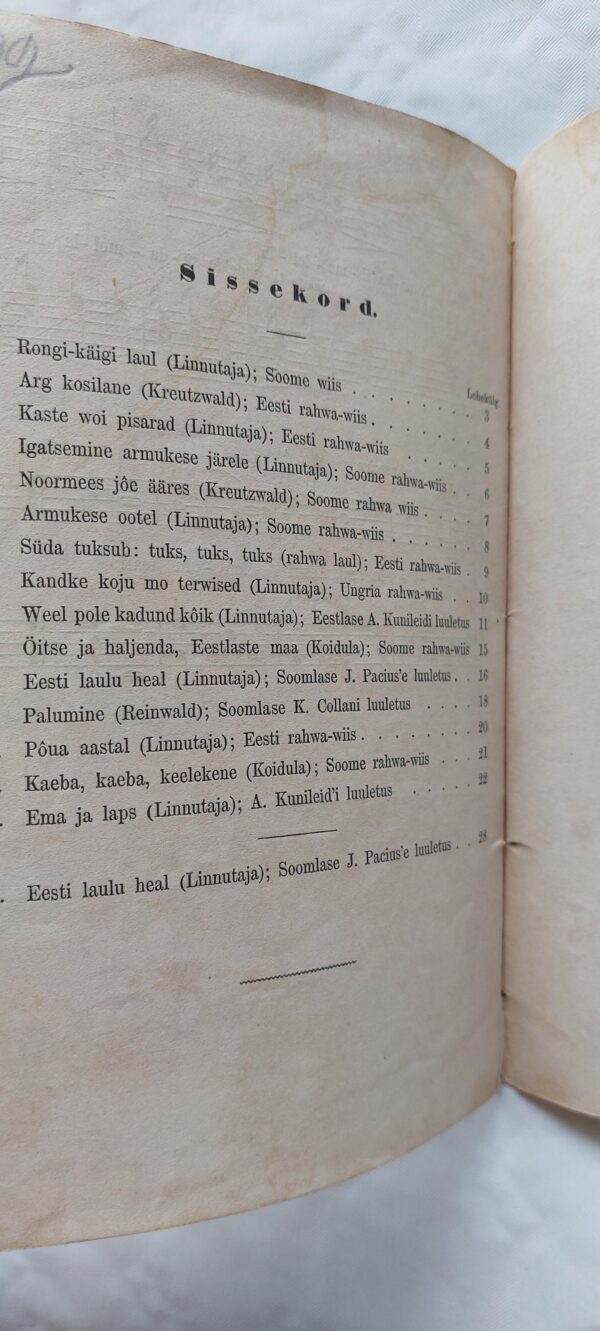 Sissekord.
Lehekülg
Rongi-käigi laul (Linnutaja); Soome wiis . . . . . . . 3
Arg kosilane (Kreutzwald); Eesti rahwa-wiis . . . . . . 4
Kaste woi pisarad (Linnutaja); Eesti rahwa-wiis . . . . . 5
Igatsemine armukese järele (Linnutaja); Soome rahwa-wiis . . 6
Noormees jôe ääres (Kreutzwald); Soome rahwa wiis . . . . 7
Armukese ootel (Linnutaja); Soome rahwa-wiis . . . . . . 8
Süda tuksub: tuks, tuks, tuks (rahwa laul); Eesti rahwa-wiis . 9
Kandke koju mo terwised (Linnutaja); Ungria rahwa-wiis . . 10
Weel pole kadund kôik (Linnutaja); Eestlase A. Kunileidi luuletus 11
Öitse ja haljenda, Eestlaste maa (Koidula); Soome rahwa-wiis 15
Eesti laulu heal (Linnutaja); Soomlase J. Pacius'e luuletus . . 16
Palumine (Reinwald); Soomlase K. Collani luuletus . . . . 18
. Pôua aastal (Linnutaja); Eesti rahwa-wiis . . . . . . . 20
. Kaeba, kaeba, keelekene (Koidula); Soome rahwa-wiis . . . 21
. Ema ja laps (Linnutaja); A. Kunileid'i luuletus . . . . . 22
. Eesti laulu heal (Linnutaja); Soomlase J. Pacius'e luuletus . . 28